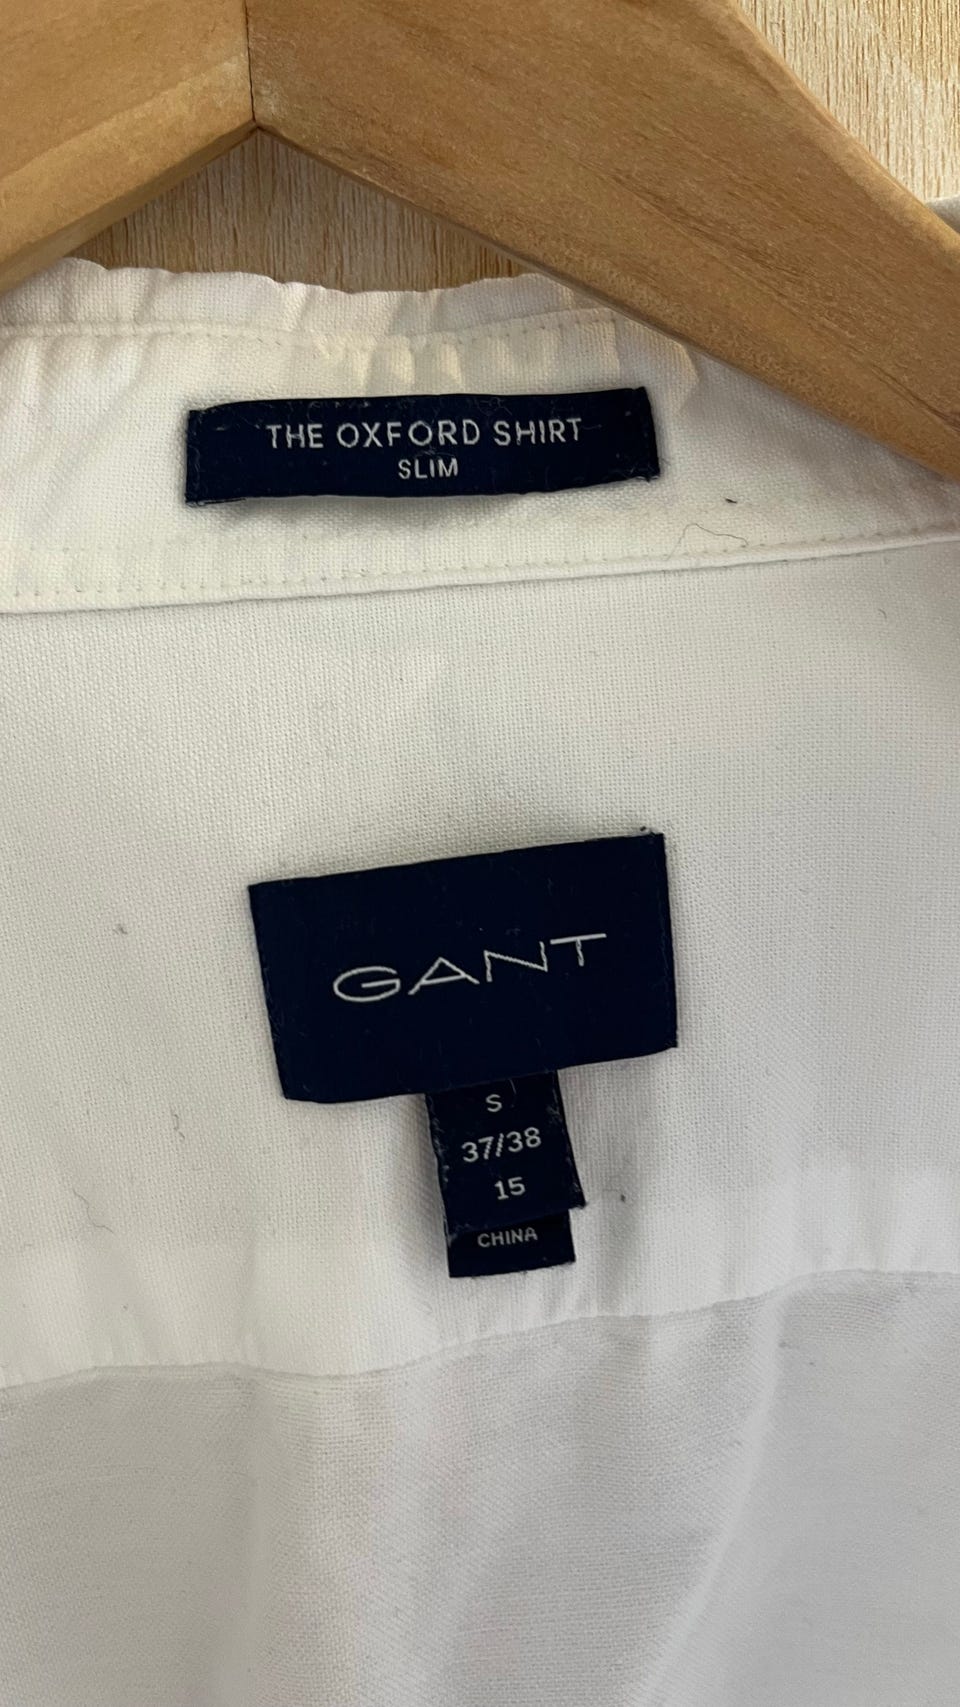 THE OXFORD SHIRT
SLIM
GANT
S
37/38
15
CHINA